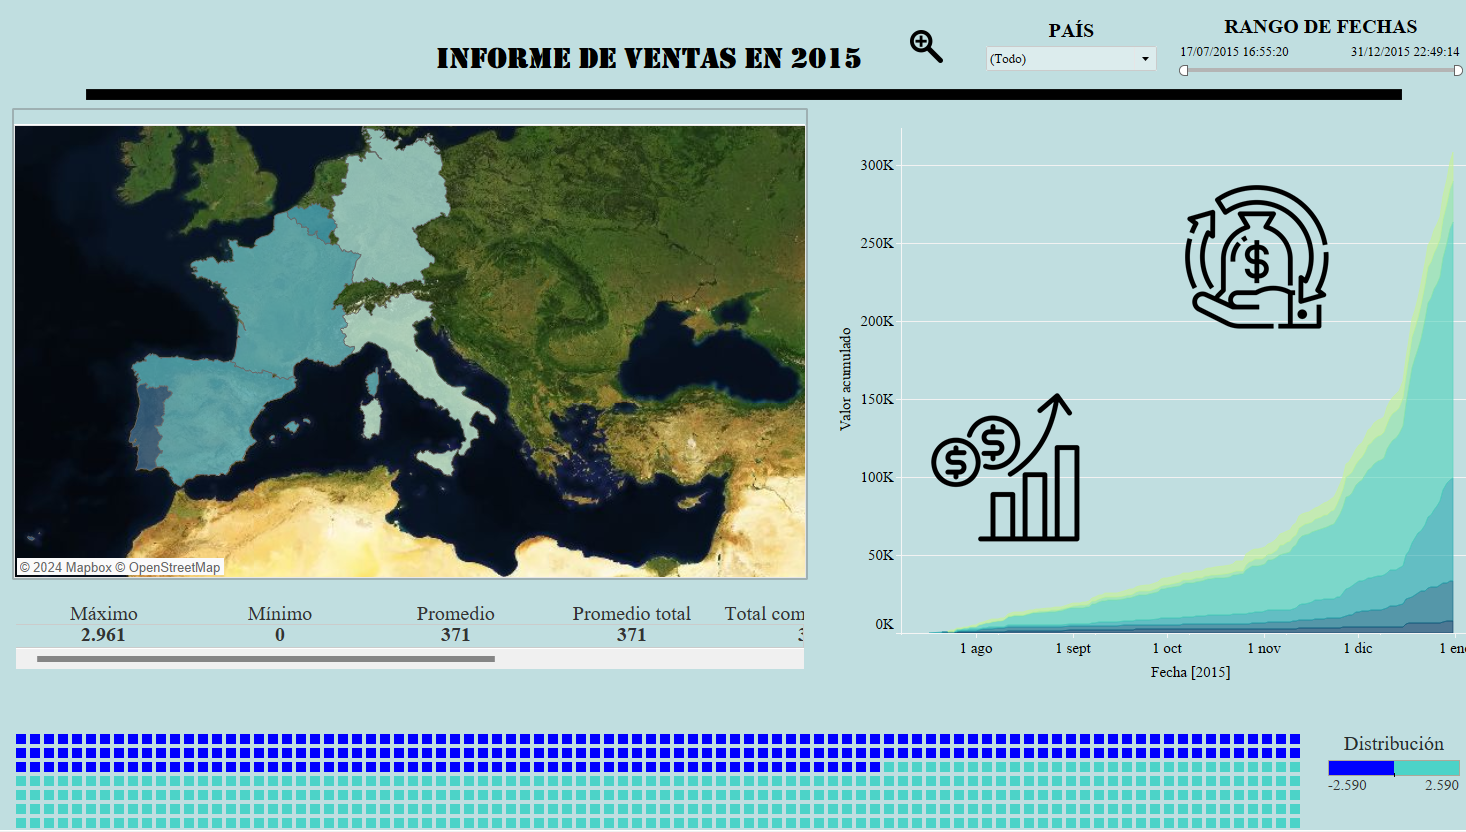 INFORME DE VENTAS EN 2015
PAÍS
(Todo)
RANGO DE FECHAS
17/07/2015 16:55:20
31/12/2015 22:49:14
© 2024 Mapbox © OpenStreetMap
Máximo
Mínimo
Promedio
Promedio total
Total com
2.961
0
371
371
3
300K
250K
200K
150K
100K
50K
0K
Valor acumulado
$
$
$
1 ago
1 sept
1 oct
1 nov
1 dic
1 ene
Fecha [2015]
Distribución
-2.590
2.590